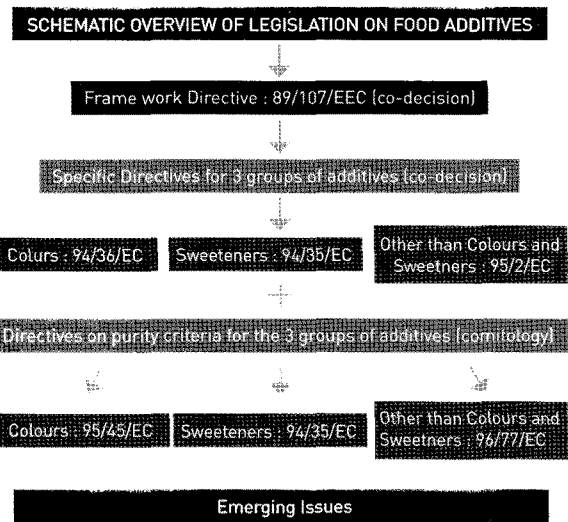 SCHEMATIC OVERVIEW OF LEGISLATION ON FOOD ADDITIVES
Frame work Directive : 89/107/EEC (co-decision)
Specific Directives for 3 groups of additives (co-decision)
Colurs : 94/36/EC
Sweeteners : 94/35/EC
Other than Colours and
Sweetners : 95/2/EC
Directives on purity criteria for the 3 groups of additives (comitology)
Colours : 95/45/EC
Sweeteners : 94/35/EC
Other than Colours and
Sweetners : 96/77/EC
Emerging Issues